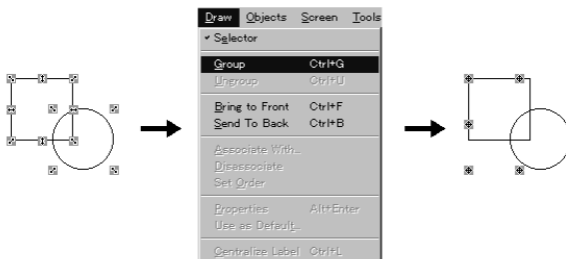 Draw Objects Screen Tools
✓ Selector
Group Ctrl+G
Ungroup Ctrl+U
Bring to Front Ctrl+F
Send To Back Ctrl+B
Associate With...
Disassociate
Set Order
Properties Alt+Enter
Use as Default...
Centralize Label Ctrl+L